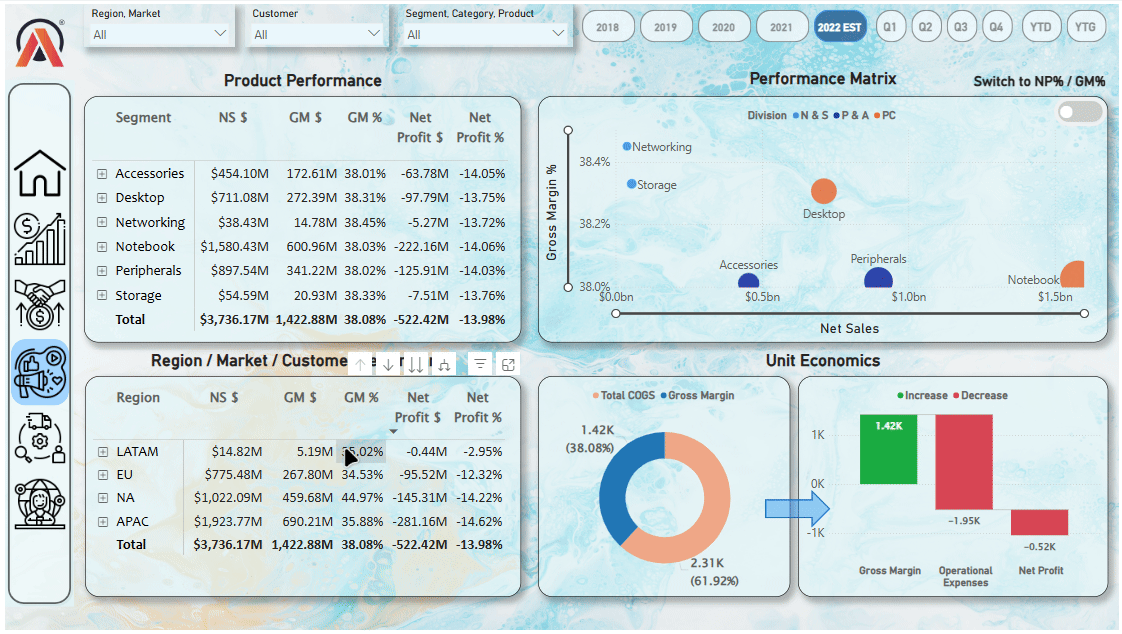 Region, Market
All
Customer
All
Segment, Category, Product
All
2018
2019
2020
2021
2022 EST
Q1
Q2
Q3
Q4
YTD
YTG
Product Performance
Segment NS $ GM $ GM % Net Profit $ Net Profit %
Accessories $454.10M 172.61M 38.01% -63.78M -14.05%
Desktop $711.08M 272.39M 38.31% -97.79M -13.75%
Networking $38.43M 14.78M 38.45% -5.27M -13.72%
Notebook $1,580.43M 600.96M 38.03% -222.16M -14.06%
Peripherals $897.54M 341.22M 38.02% -125.91M -14.03%
Storage $54.59M 20.93M 38.33% -7.51M -13.76%
Total $3,736.17M 1,422.88M 38.08% -522.42M -13.98%
Performance Matrix
Switch to NP% / GM%
Division N & S P & A PC
Gross Margin %
38.4%
38.2%
38.0%
Networking
Storage
Desktop
Accessories
Peripherals
Notebook
$0.0bn
$0.5bn
$1.0bn
$1.5bn
Net Sales
Region / Market / Custome
Region NS $ GM $ GM % Net Profit $ Net Profit %
LATAM $14.82M 5.19M 5.02% -0.44M -2.95%
EU $775.48M 267.80M 34.53% -95.52M -12.32%
NA $1,022.09M 459.68M 44.97% -145.31M -14.22%
APAC $1,923.77M 690.21M 35.88% -281.16M -14.62%
Total $3,736.17M 1,422.88M 38.08% -522.42M -13.98%
Unit Economics
Total COGS Gross Margin
1.42K
(38.08%)
2.31K
(61.92%)
Increase Decrease
1K
0K
-1K
1.42K
-1.95K
-0.52K
Gross Margin
Operational
Expenses
Net Profit